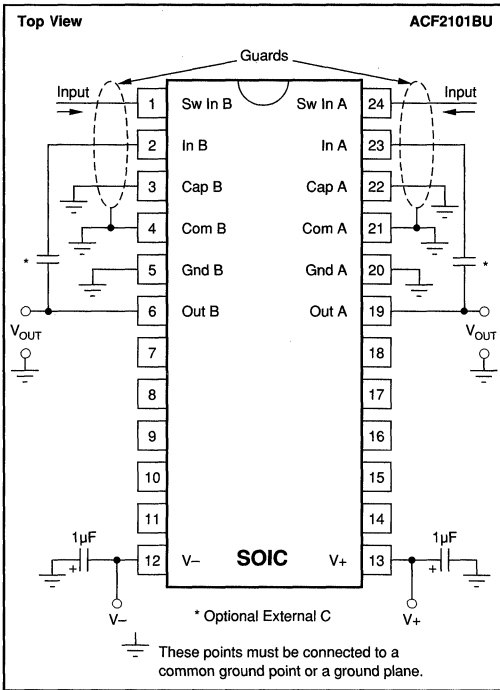 Top View ACF2101BU
Guards
Input Input
1 Sw In B Sw In A 24
2 In B In A 23
3 Cap B Cap A 22
4 Com B Com A 21
* *
5 Gnd B Gnd A 20
6 Out B Out A 19
VOUT VOUT
7 18
8 17
9 16
10 15
11 14
1µF 1µF
12 V– SOIC V+ 13
+ +
V– * Optional External C V+
These points must be connected to a
common ground point or a ground plane.